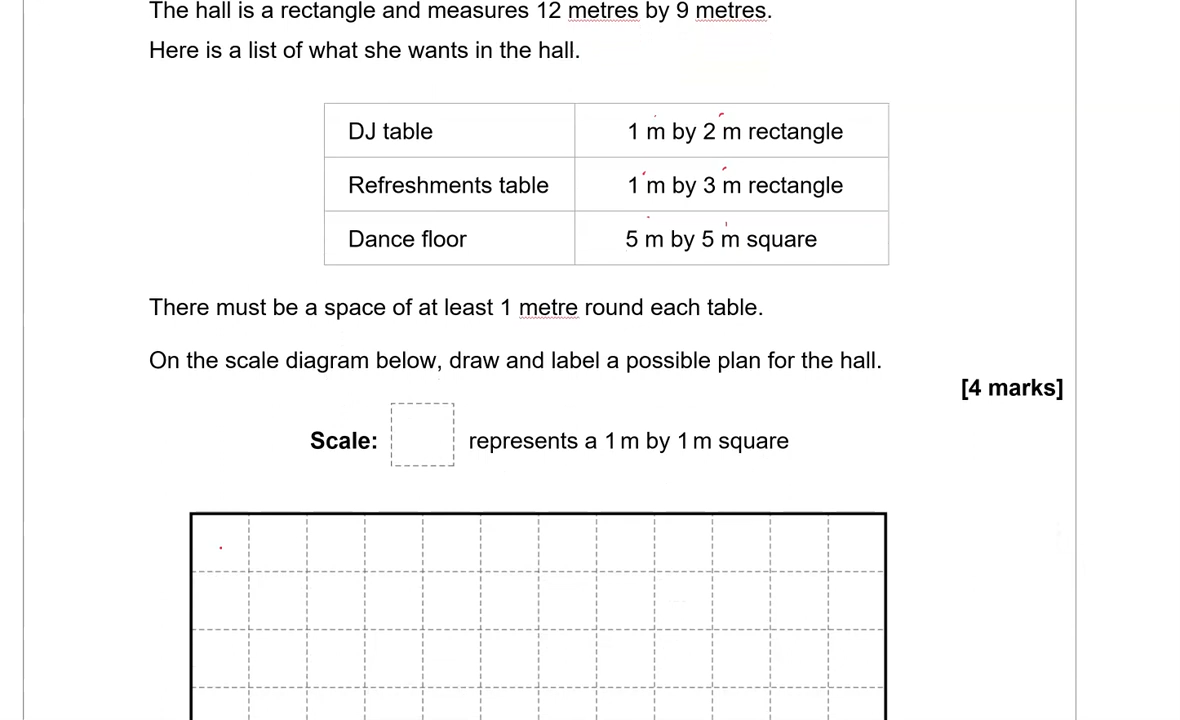 The hall is a rectangle and measures 12 metres by 9 metres.
Here is a list of what she wants in the hall.
DJ table 1 m by 2 m rectangle
Refreshments table 1 m by 3 m rectangle
Dance floor 5 m by 5 m square
There must be a space of at least 1 metre round each table.
On the scale diagram below, draw and label a possible plan for the hall.
[4 marks]
Scale: represents a 1 m by 1 m square